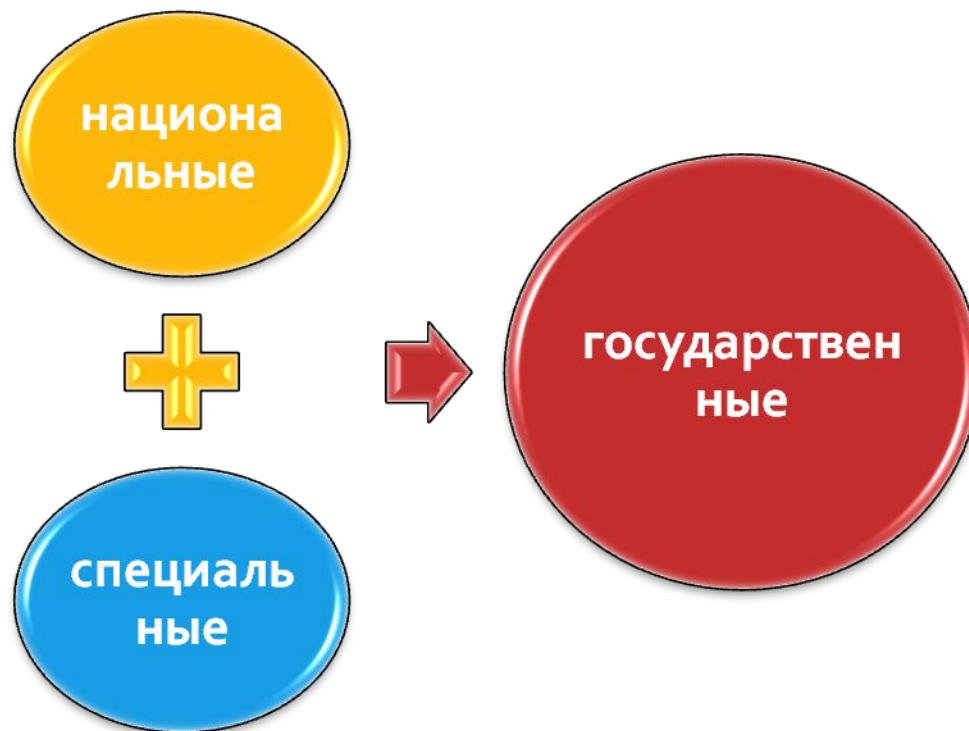 национа
льные
специаль
ные
государствен
ные